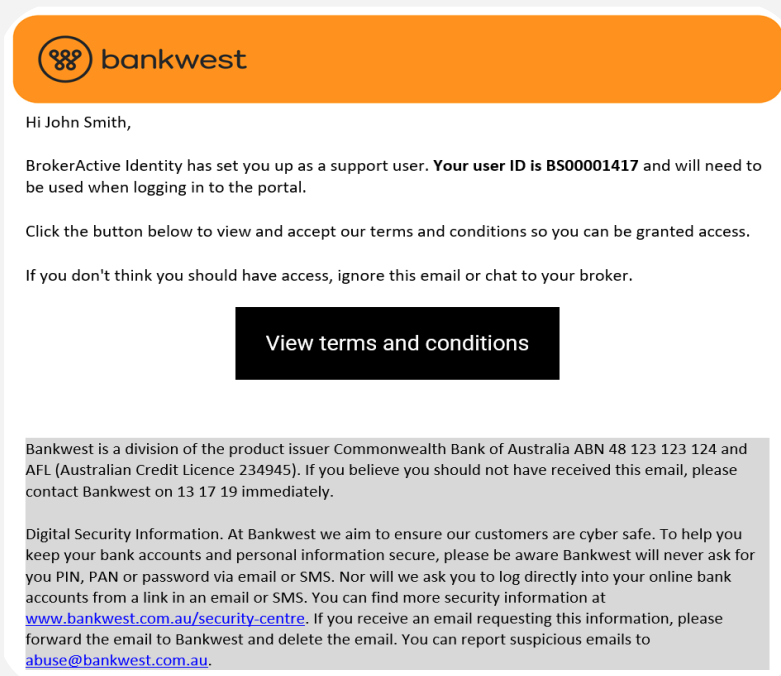 bankwest
Hi John Smith,
BrokerActive Identity has set you up as a support user. Your user ID is BS00001417 and will need to
be used when logging in to the portal.
Click the button below to view and accept our terms and conditions so you can be granted access.
If you don't think you should have access, ignore this email or chat to your broker.
View terms and conditions
Bankwest is a division of the product issuer Commonwealth Bank of Australia ABN 48 123 123 124 and
AFL (Australian Credit Licence 234945). If you believe you should not have received this email, please
contact Bankwest on 13 17 19 immediately.
Digital Security Information. At Bankwest we aim to ensure our customers are cyber safe. To help you
keep your bank accounts and personal information secure, please be aware Bankwest will never ask for
you PIN, PAN or password via email or SMS. Nor will we ask you to log directly into your online bank
accounts from a link in an email or SMS. You can find more security information at
www.bankwest.com.au/security-centre. If you receive an email requesting this information, please
forward the email to Bankwest and delete the email. You can report suspicious emails to
abuse@bankwest.com.au.